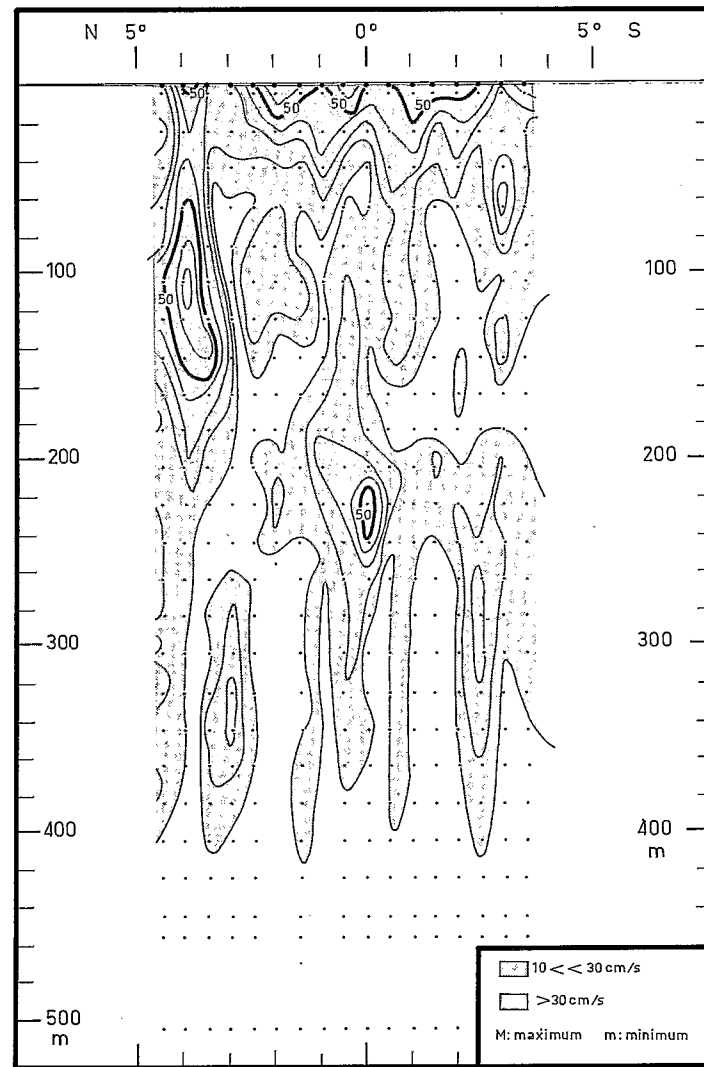 N 5° 0° 5° S
50 50 50 50
100 100
50
200 200
50
300 300
400 400
m
500
m
10 < < 30 cm/s
> 30 cm/s
M: maximum m: minimum